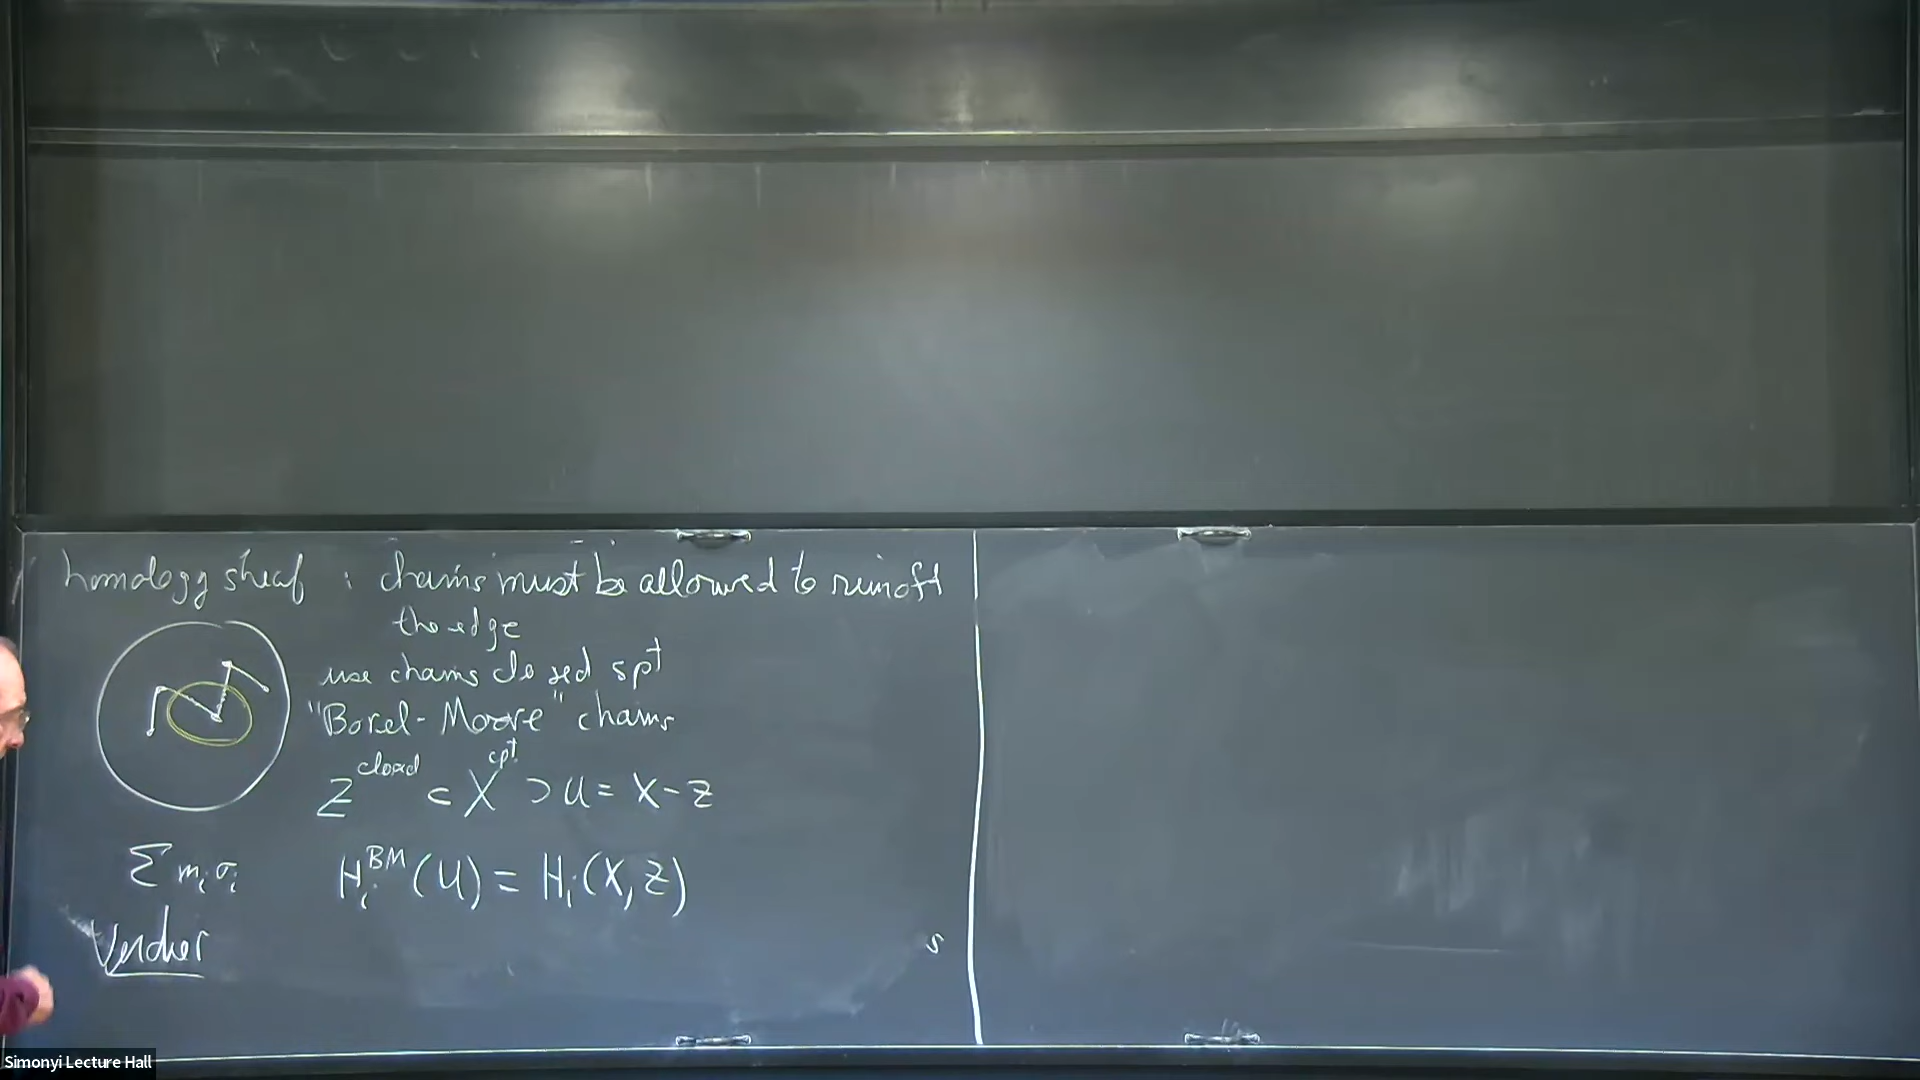 homology sheaf : chains must be allowed to run off
the edge
use chains closed spt
"Borel-Moore" chains
Z^closed ⊂ X^cpt ⊃ U = X - Z
Σ m_i σ_i
H_i^BM (U) = H_i (X, Z)
Verdier
s
Simonyi Lecture Hall